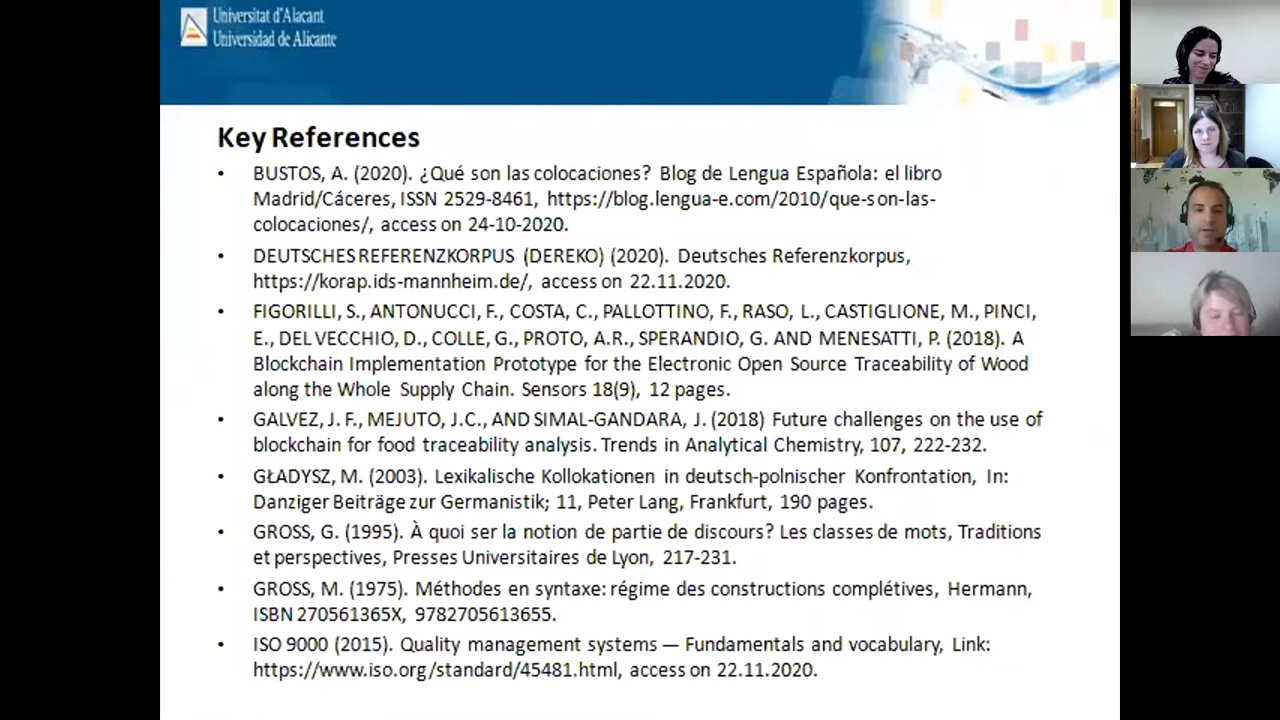 Universitat d'Alacant
Universidad de Alicante
Key References
• BUSTOS, A. (2020). ¿Qué son las colocaciones? Blog de Lengua Española: el libro
Madrid/Cáceres, ISSN 2529-8461, https://blog.lengua-e.com/2010/que-son-las-
colocaciones/, access on 24-10-2020.
• DEUTSCHES REFERENZKORPUS (DEREKO) (2020). Deutsches Referenzkorpus,
https://korap.ids-mannheim.de/, access on 22.11.2020.
• FIGORILLI, S., ANTONUCCI, F., COSTA, C., PALLOTTINO, F., RASO, L., CASTIGLIONE, M., PINCI,
E., DEL VECCHIO, D., COLLE, G., PROTO, A.R., SPERANDIO, G. AND MENESATTI, P. (2018). A
Blockchain Implementation Prototype for the Electronic Open Source Traceability of Wood
along the Whole Supply Chain. Sensors 18(9), 12 pages.
• GALVEZ, J. F., MEJUTO, J.C., AND SIMAL-GANDARA, J. (2018) Future challenges on the use of
blockchain for food traceability analysis. Trends in Analytical Chemistry, 107, 222-232.
• GŁADYSZ, M. (2003). Lexikalische Kollokationen in deutsch-polnischer Konfrontation, In:
Danziger Beiträge zur Germanistik; 11, Peter Lang, Frankfurt, 190 pages.
• GROSS, G. (1995). À quoi ser la notion de partie de discours? Les classes de mots, Traditions
et perspectives, Presses Universitaires de Lyon, 217-231.
• GROSS, M. (1975). Méthodes en syntaxe: régime des constructions complétives, Hermann,
ISBN 270561365X, 9782705613655.
• ISO 9000 (2015). Quality management systems — Fundamentals and vocabulary, Link:
https://www.iso.org/standard/45481.html, access on 22.11.2020.